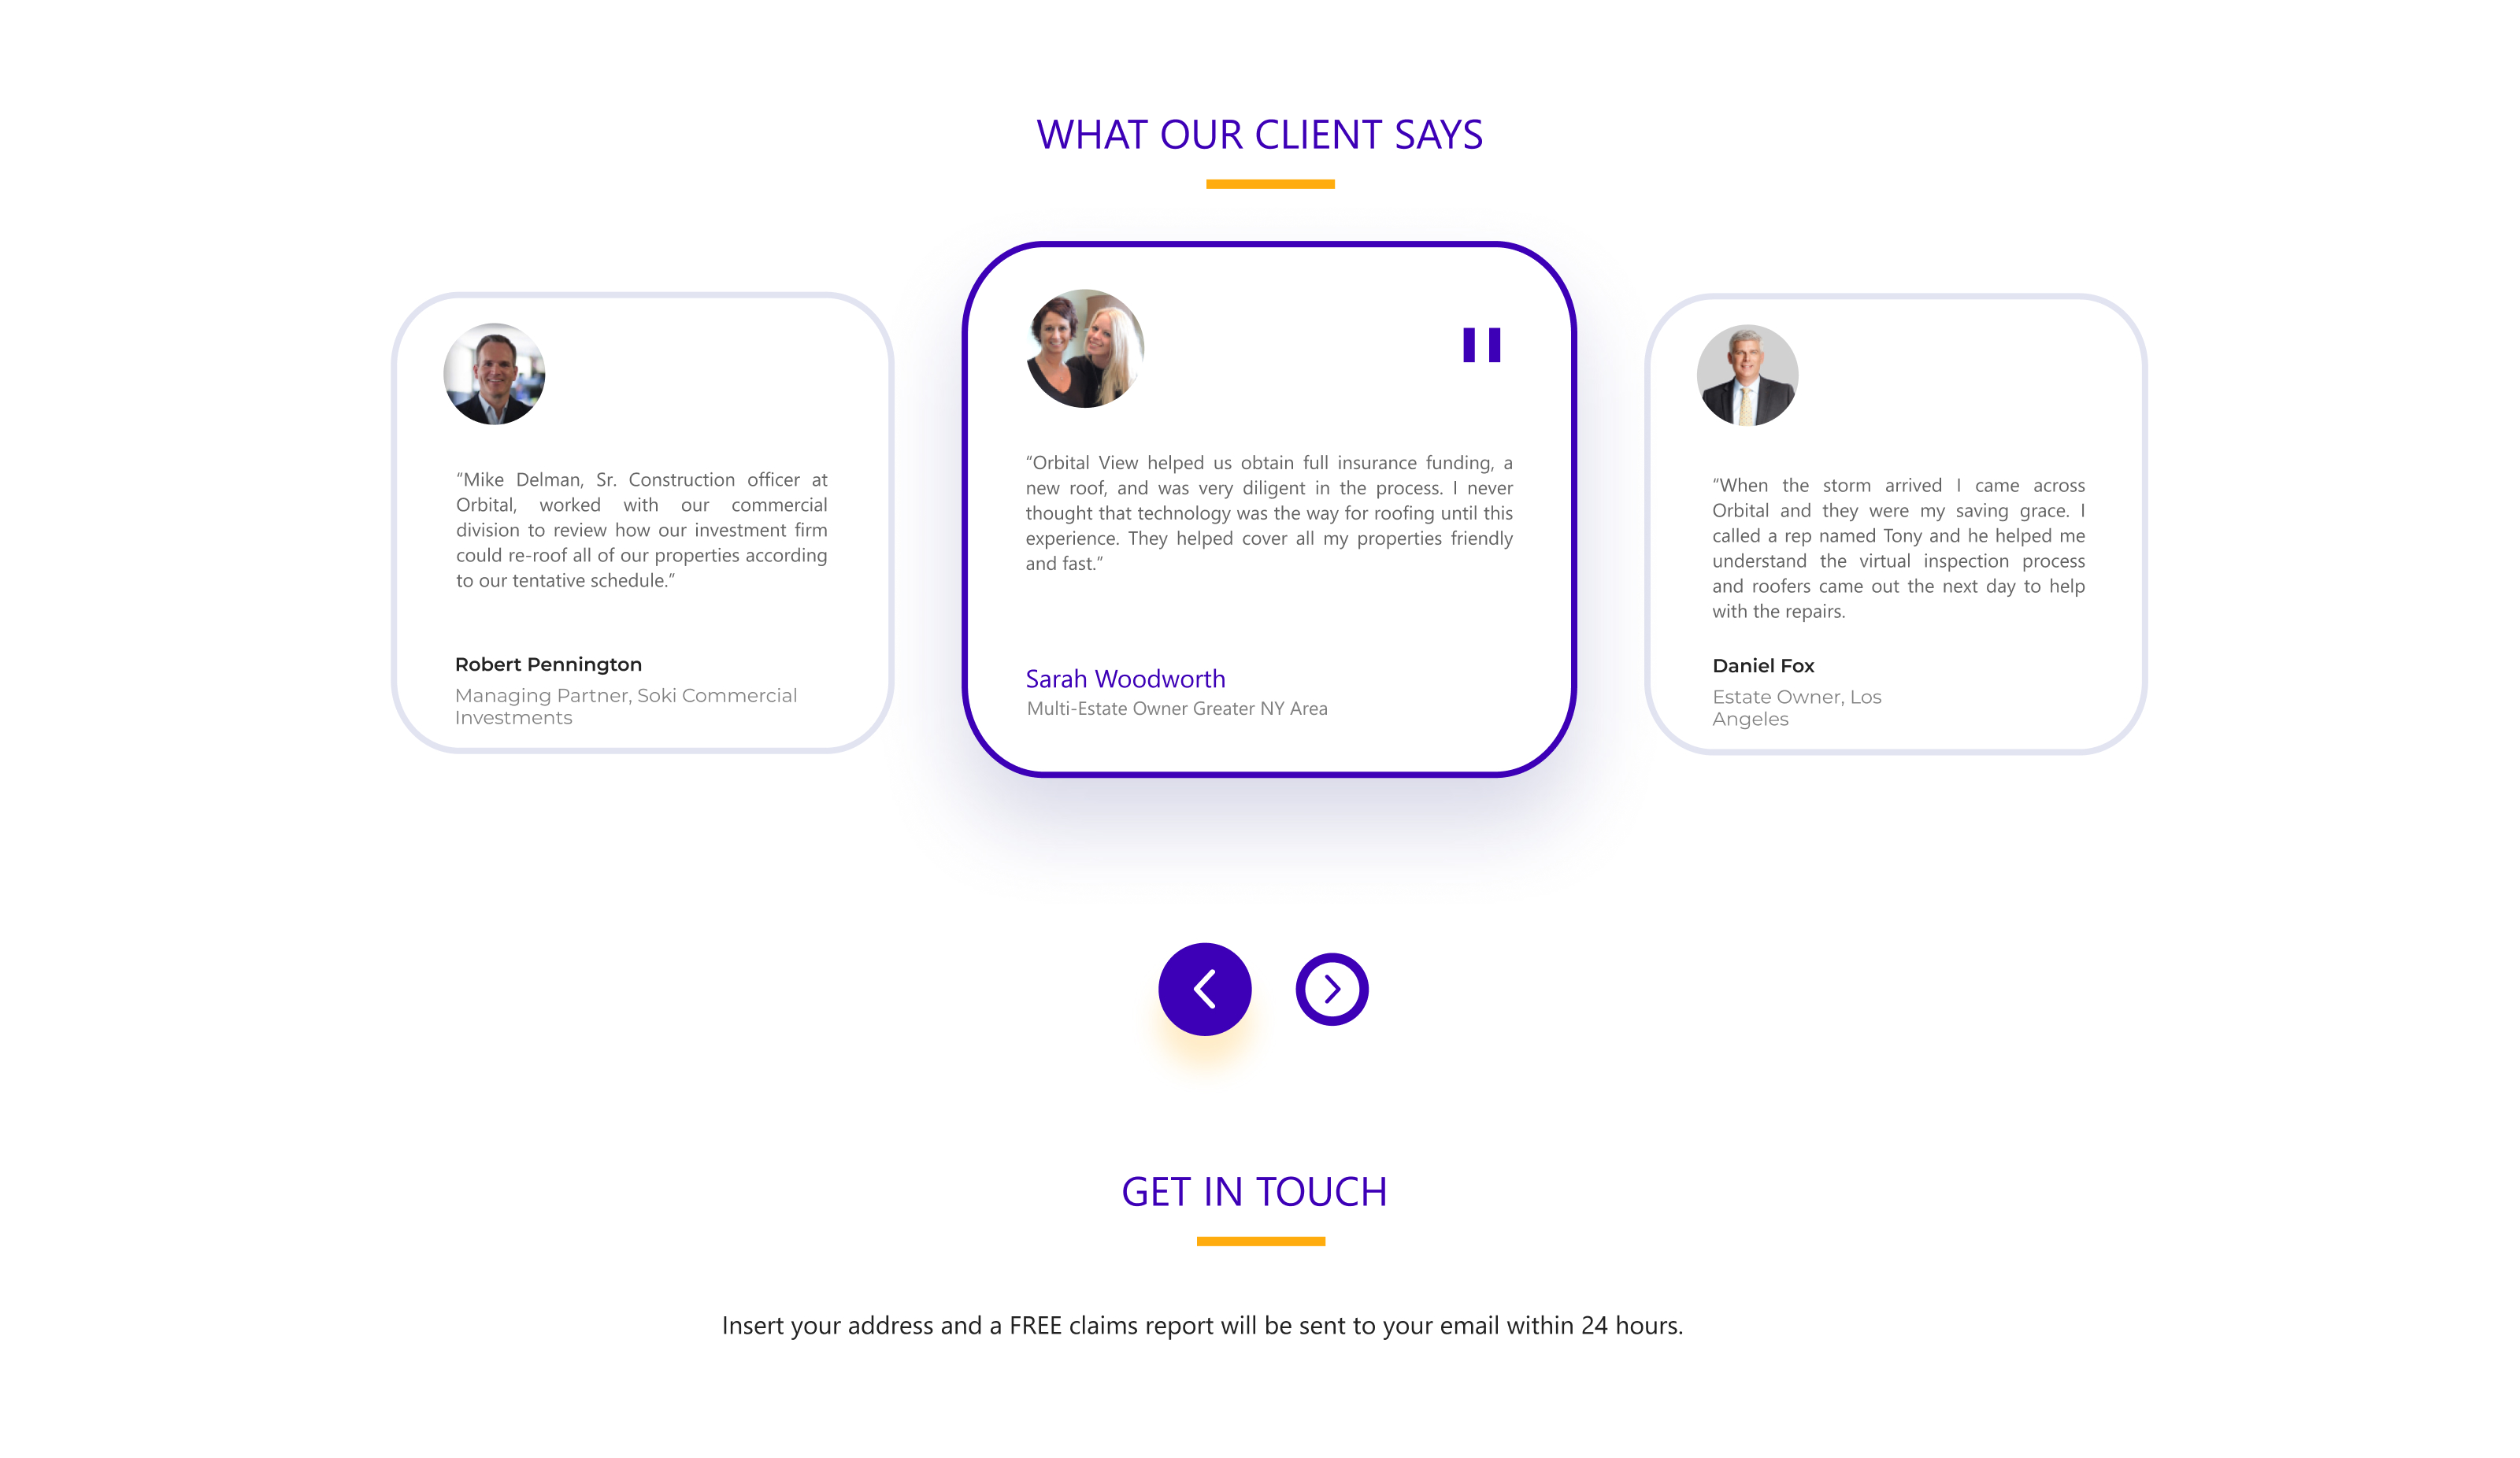 WHAT OUR CLIENT SAYS
“Mike Delman, Sr. Construction officer at
Orbital, worked with our commercial
division to review how our investment firm
could re-roof all of our properties according
to our tentative schedule.”
Robert Pennington
Managing Partner, Soki Commercial
Investments
“Orbital View helped us obtain full insurance funding, a
new roof, and was very diligent in the process. I never
thought that technology was the way for roofing until this
experience. They helped cover all my properties friendly
and fast.”
Sarah Woodworth
Multi-Estate Owner Greater NY Area
“When the storm arrived I came across
Orbital and they were my saving grace. I
called a rep named Tony and he helped me
understand the virtual inspection process
and roofers came out the next day to help
with the repairs.
Daniel Fox
Estate Owner, Los
Angeles
GET IN TOUCH
Insert your address and a FREE claims report will be sent to your email within 24 hours.